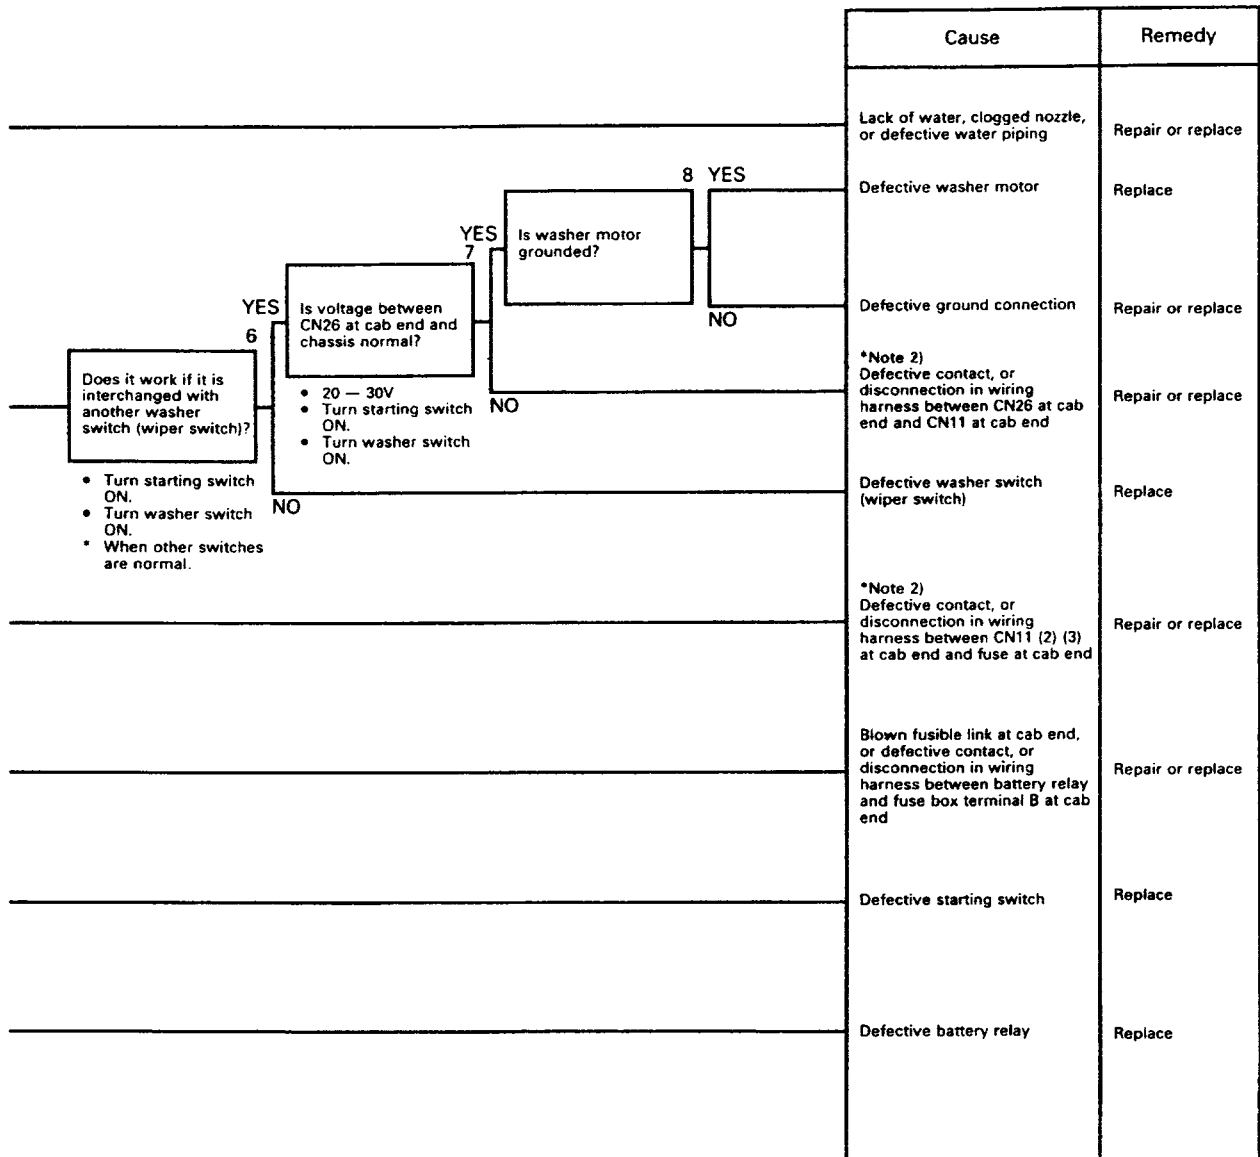 Cause
Remedy
Lack of water, clogged nozzle,
or defective water piping
Repair or replace
8 YES
Defective washer motor
Replace
YES
7
Is washer motor
grounded?
YES
6
Is voltage between
CN26 at cab end and
chassis normal?
NO
Defective ground connection
Repair or replace
Does it work if it is
interchanged with
another washer
switch (wiper switch)?
• 20 — 30V
• Turn starting switch
ON.
• Turn washer switch
ON.
NO
*Note 2)
Defective contact, or
disconnection in wiring
harness between CN26 at cab
end and CN11 at cab end
Repair or replace
• Turn starting switch
ON.
• Turn washer switch
ON.
* When other switches
are normal.
NO
Defective washer switch
(wiper switch)
Replace
*Note 2)
Defective contact, or
disconnection in wiring
harness between CN11 (2) (3)
at cab end and fuse at cab end
Repair or replace
Blown fusible link at cab end,
or defective contact, or
disconnection in wiring
harness between battery relay
and fuse box terminal B at cab
end
Repair or replace
Defective starting switch
Replace
Defective battery relay
Replace